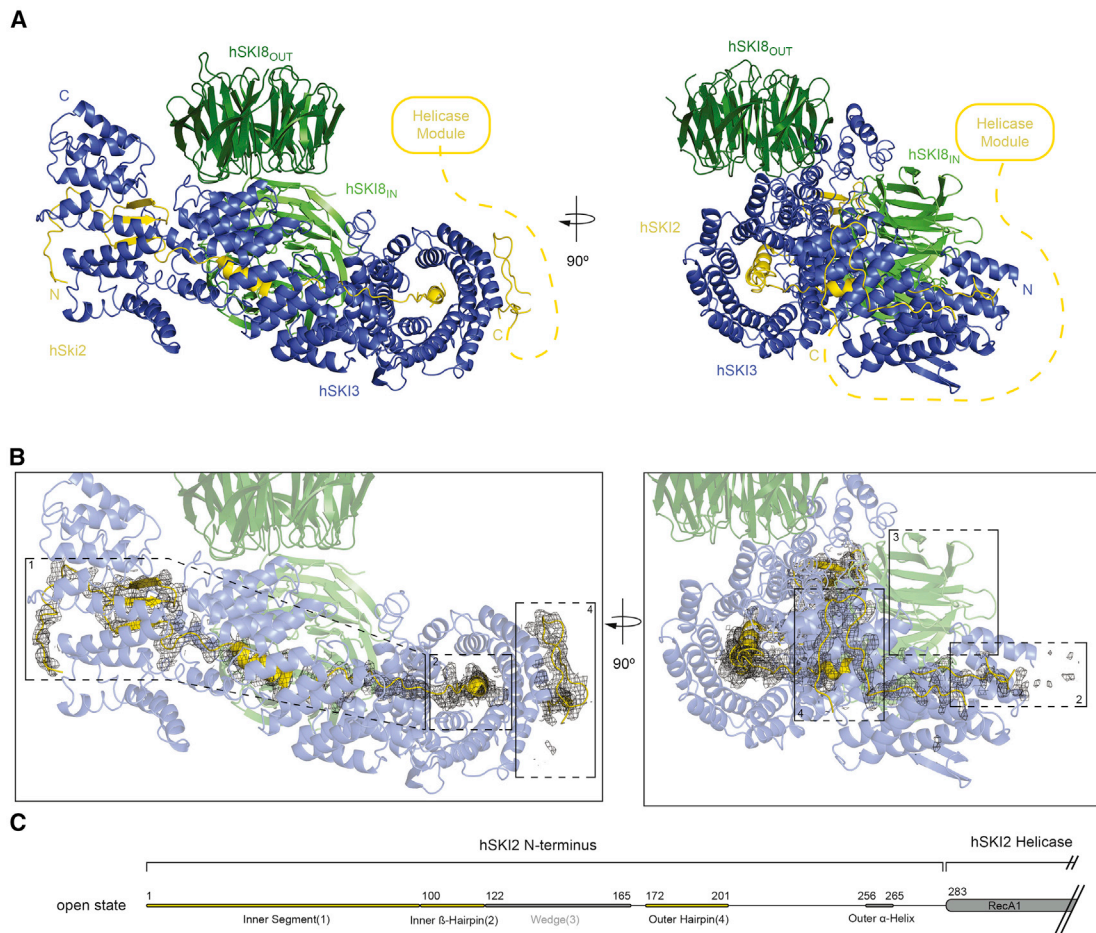 A
hSKI8OUT
C
Helicase
Module
hSKI8IN
N
hSki2
hSKI3
C
90º
hSKI8OUT
Helicase
Module
hSKI8IN
hSKI2
N
C
hSKI3
B
1
2
4
90º
3
4
2
C
hSKI2 N-terminus
hSKI2 Helicase
open state
1 100 122 165 172 201 256 265 283
RecA1
Inner Segment(1) Inner ß-Hairpin(2) Wedge(3) Outer Hairpin(4) Outer α-Helix